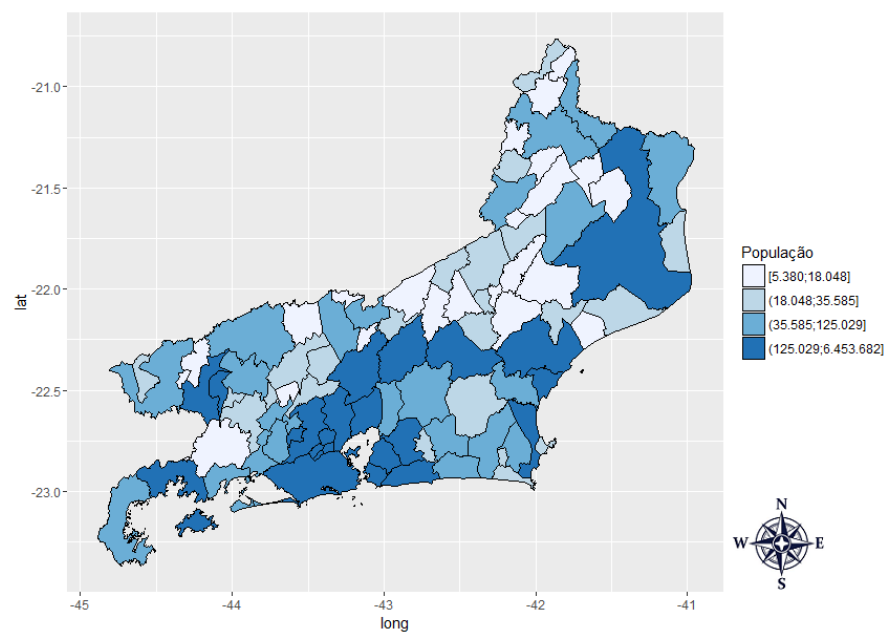 -21.0
-21.5
-22.0
-22.5
-23.0
lat
-45
-44
-43
-42
-41
long
População
[5.380;18.048]
(18.048;35.585]
(35.585;125.029]
(125.029;6.453.682]
N
W
E
S